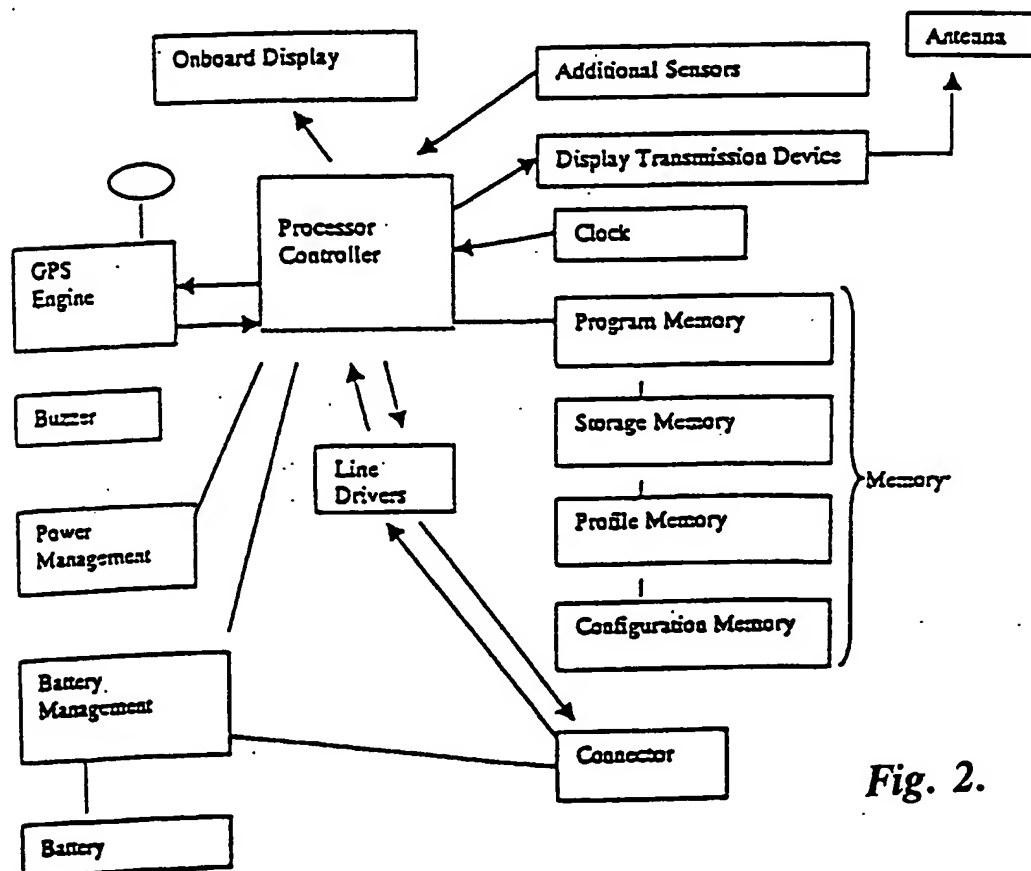 Onboard Display
Antenna
Additional Sensors
Display Transmission Device
Processor
Controller
Clock
GPS
Engine
Program Memory
Buzzer
Storage Memory
Line
Drivers
Memory
Power
Management
Profile Memory
Configuration Memory
Battery
Management
Connector
Fig. 2.
Battery